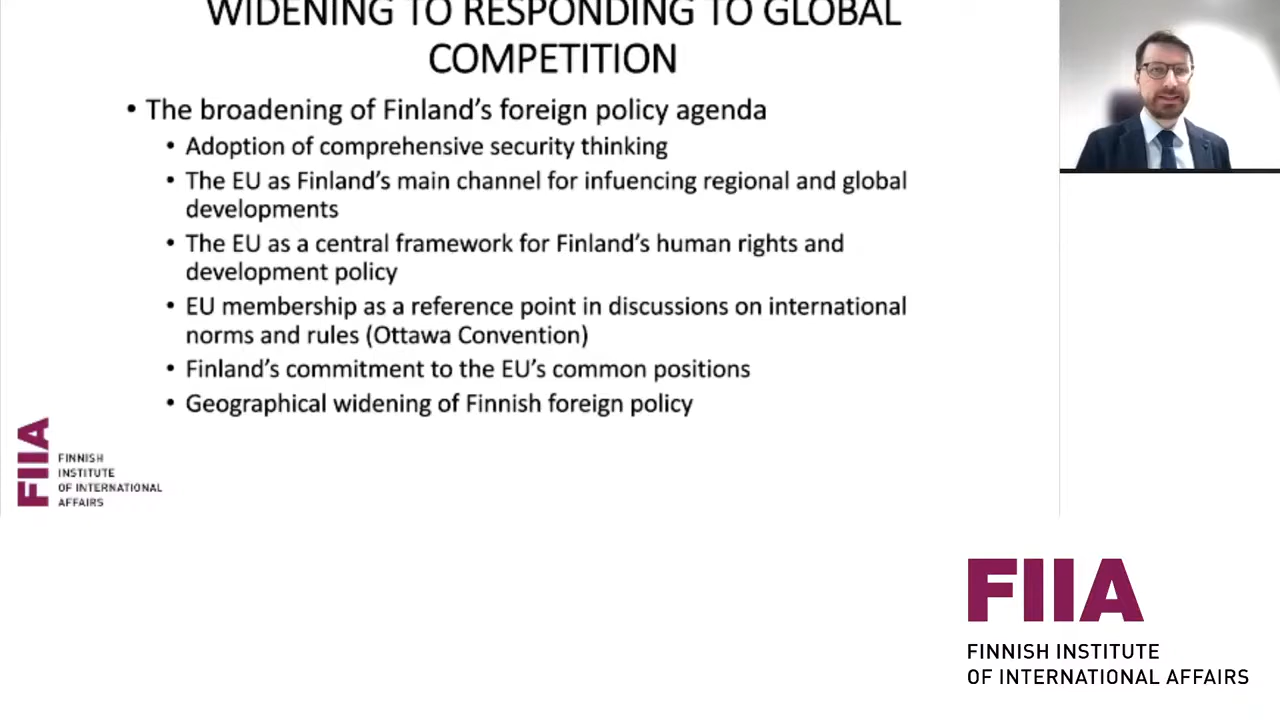 WIDENING TO RESPONDING TO GLOBAL
COMPETITION
• The broadening of Finland's foreign policy agenda
• Adoption of comprehensive security thinking
• The EU as Finland's main channel for infuencing regional and global
developments
• The EU as a central framework for Finland's human rights and
development policy
• EU membership as a reference point in discussions on international
norms and rules (Ottawa Convention)
• Finland's commitment to the EU's common positions
• Geographical widening of Finnish foreign policy
FIIA
FINNISH
INSTITUTE
OF INTERNATIONAL
AFFAIRS
FIIA
FINNISH INSTITUTE
OF INTERNATIONAL AFFAIRS